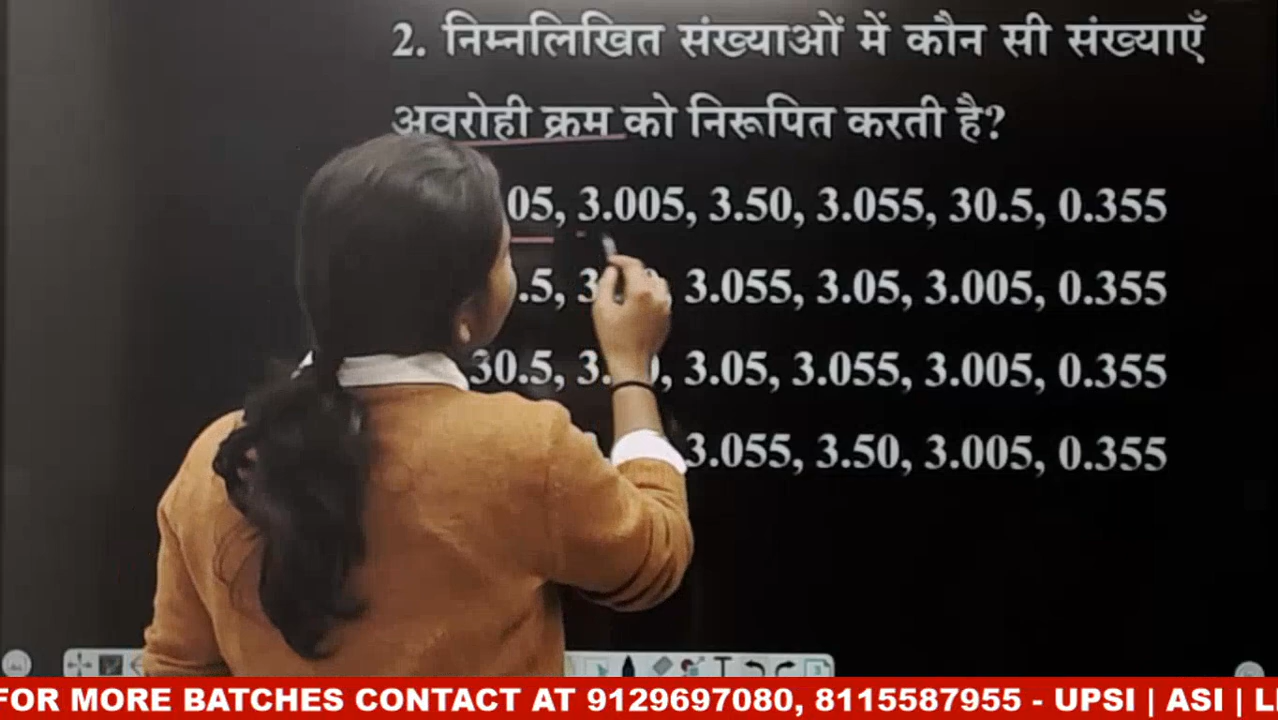 2. निम्नलिखित संख्याओं में कौन सी संख्याएँ
अवरोही क्रम को निरूपित करती है?
05, 3.005, 3.50, 3.055, 30.5, 0.355
.5, 3.055, 3.05, 3.005, 0.355
30.5, 3.05, 3.055, 3.005, 0.355
3.055, 3.50, 3.005, 0.355
FOR MORE BATCHES CONTACT AT 9129697080, 8115587955 - UPSI | ASI |